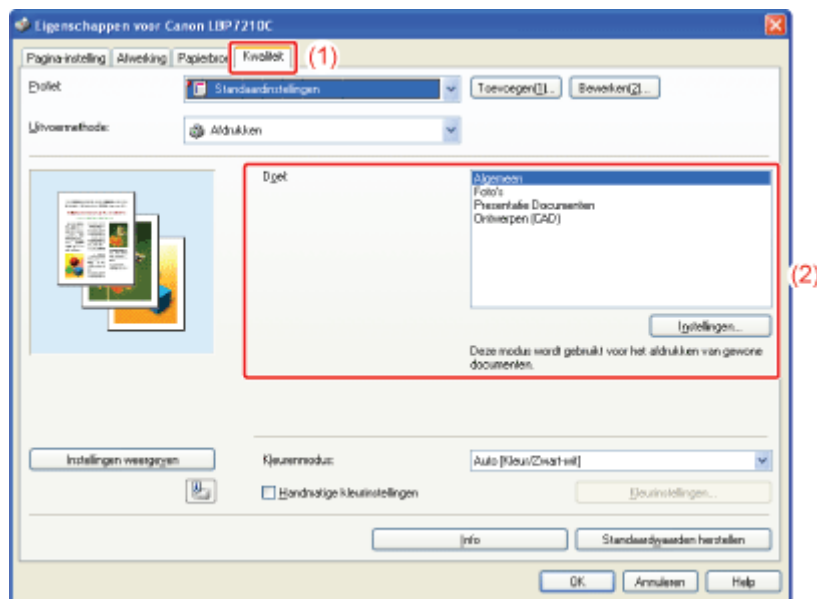 Eigenschappen voor Canon LBP7210C
Pagina-instelling Afwerking Papierbron Kwaliteit (1)
Profiel: Standaardinstellingen Toevoegen(1)... Bewerken(2)...
Uitvoermethode: Afdrukken
Doel: Algemeen
Foto's
Presentatie Documenten
Ontwerpen (CAD)
(2)
Instellingen...
Deze modus wordt gebruikt voor het afdrukken van gewone
documenten.
Instellingen weergeven Kleurenmodus: Auto [Kleur/Zwart-wit]
Handmatige kleurinstellingen Kleurinstellingen...
Info Standaardwaarden herstellen
OK Annuleren Help